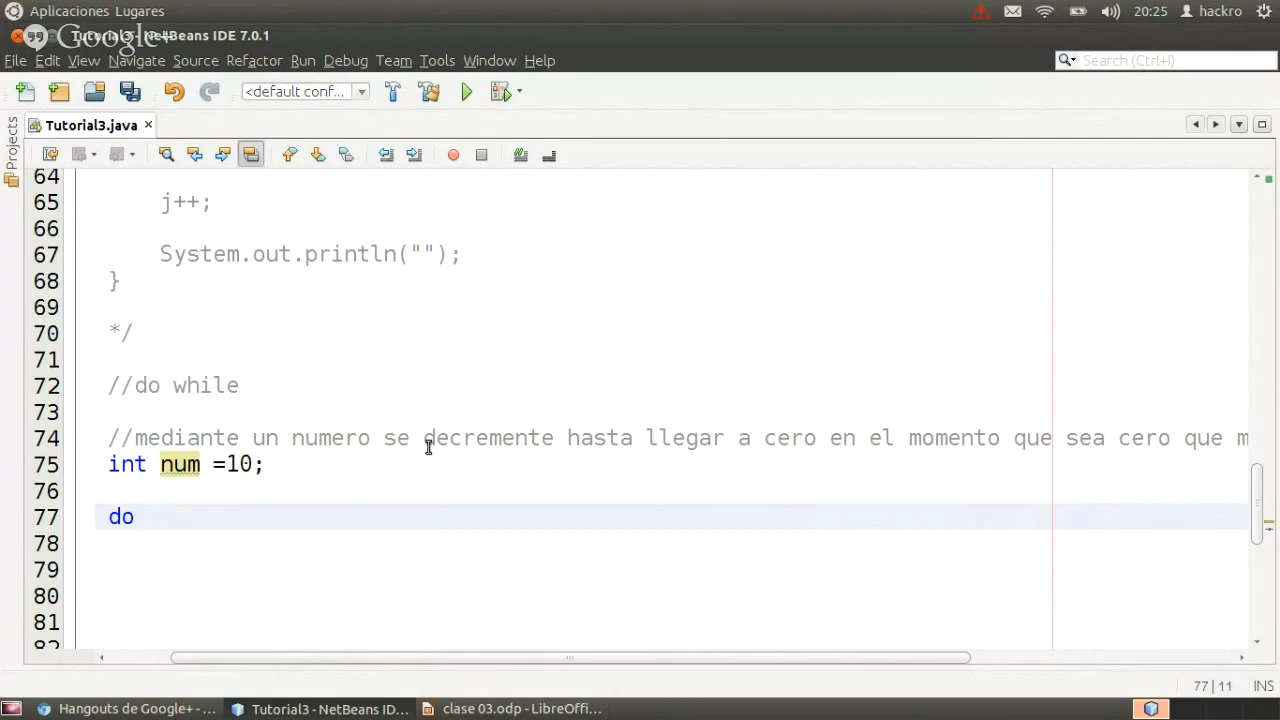 Aplicaciones Lugares
20:25 hackro
Google+
Tutorial3 - NetBeans IDE 7.0.1
File Edit View Navigate Source Refactor Run Debug Team Tools Window Help
Search (Ctrl+I)
<default conf...
Projects
Tutorial3.java
64
65 j++;
66
67 System.out.println("");
68 }
69
70 */
71
72 //do while
73
74 //mediante un numero se decremente hasta llegar a cero en el momento que sea cero que m
75 int num =10;
76
77 do
78
79
80
81
82
77 | 11 INS
Hangouts de Google+ - ...
Tutorial3 - NetBeans ID...
clase 03.odp - LibreOffi...